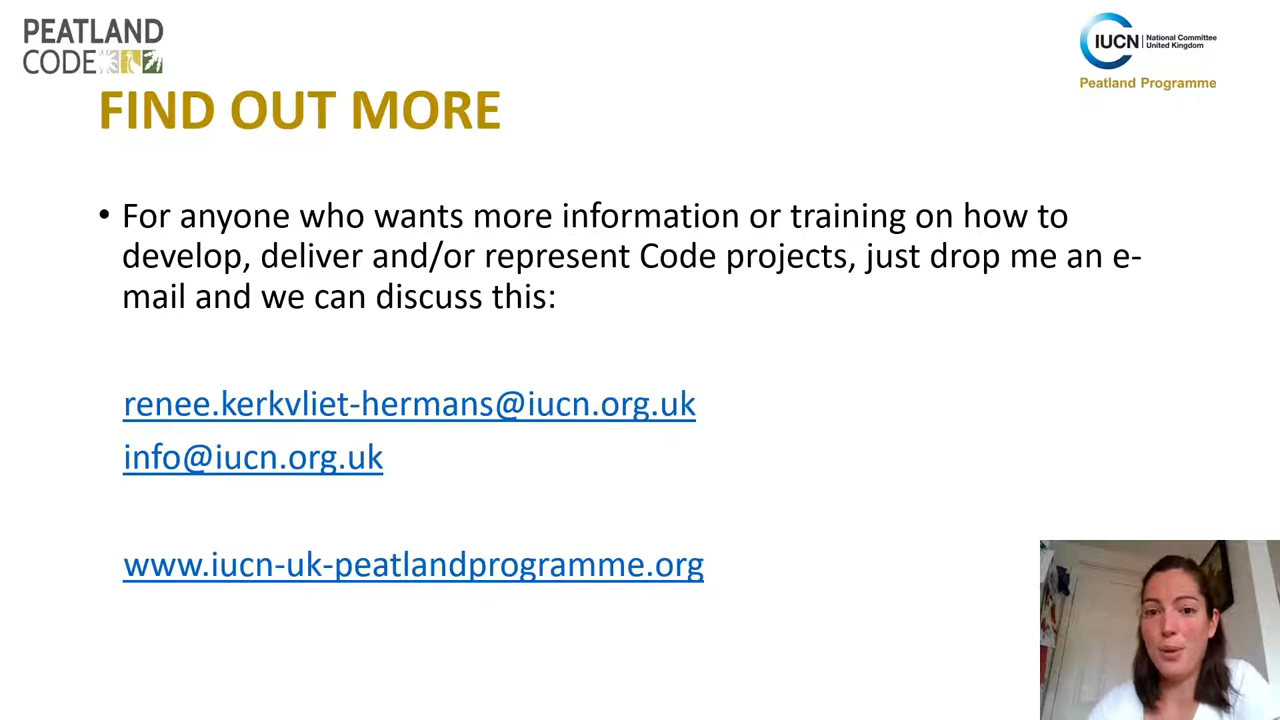 PEATLAND
CODE
IUCN
National Committee
United Kingdom
Peatland Programme
FIND OUT MORE
• For anyone who wants more information or training on how to
develop, deliver and/or represent Code projects, just drop me an e-
mail and we can discuss this:
renee.kerkvliet-hermans@iucn.org.uk
info@iucn.org.uk
www.iucn-uk-peatlandprogramme.org